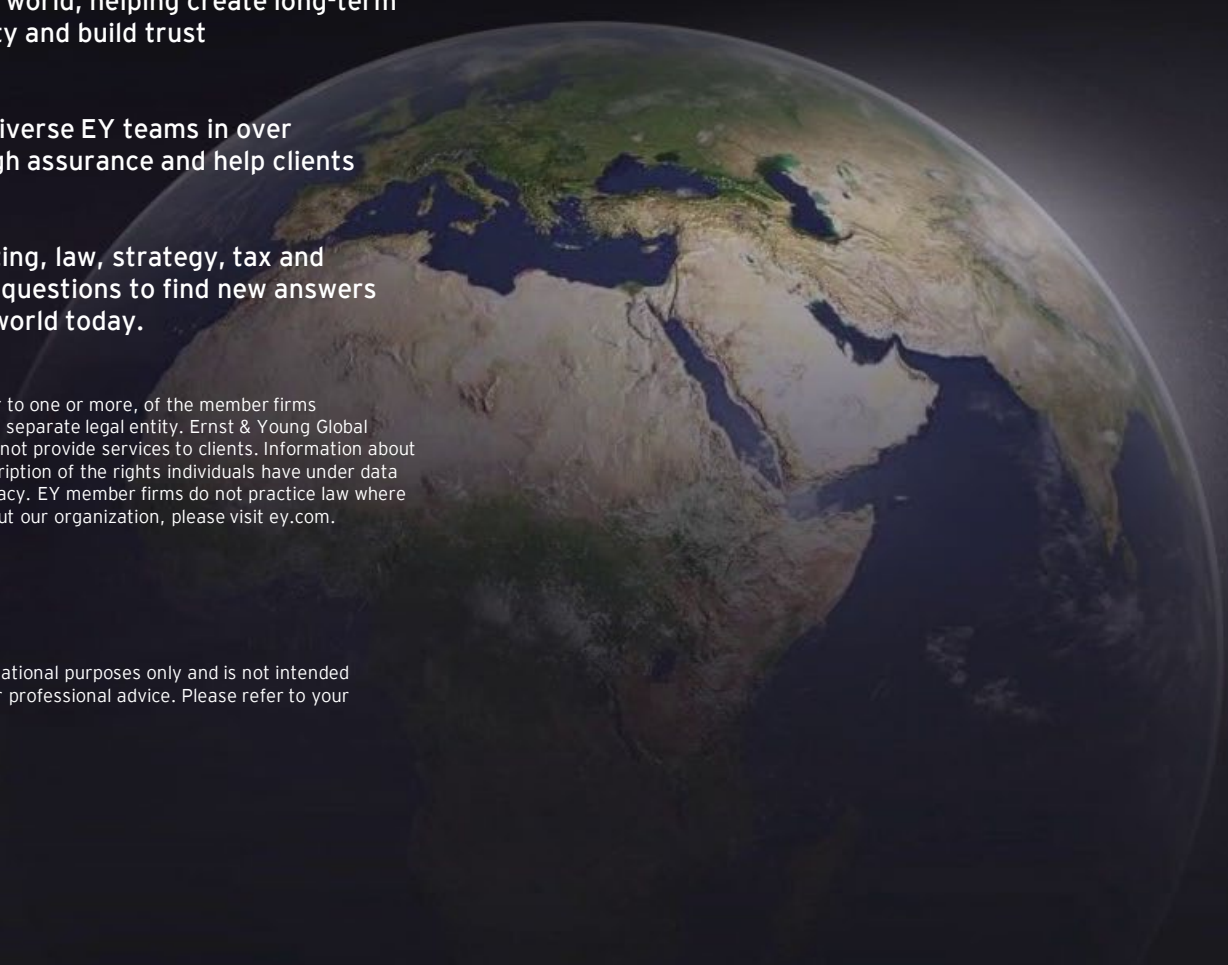 world, helping create long-term
ty and build trust
iverse EY teams in over
gh assurance and help clients
ting, law, strategy, tax and
questions to find new answers
world today.
r to one or more, of the member firms
separate legal entity. Ernst & Young Global
not provide services to clients. Information about
ription of the rights individuals have under data
acy. EY member firms do not practice law where
ut our organization, please visit ey.com.
ational purposes only and is not intended
r professional advice. Please refer to your